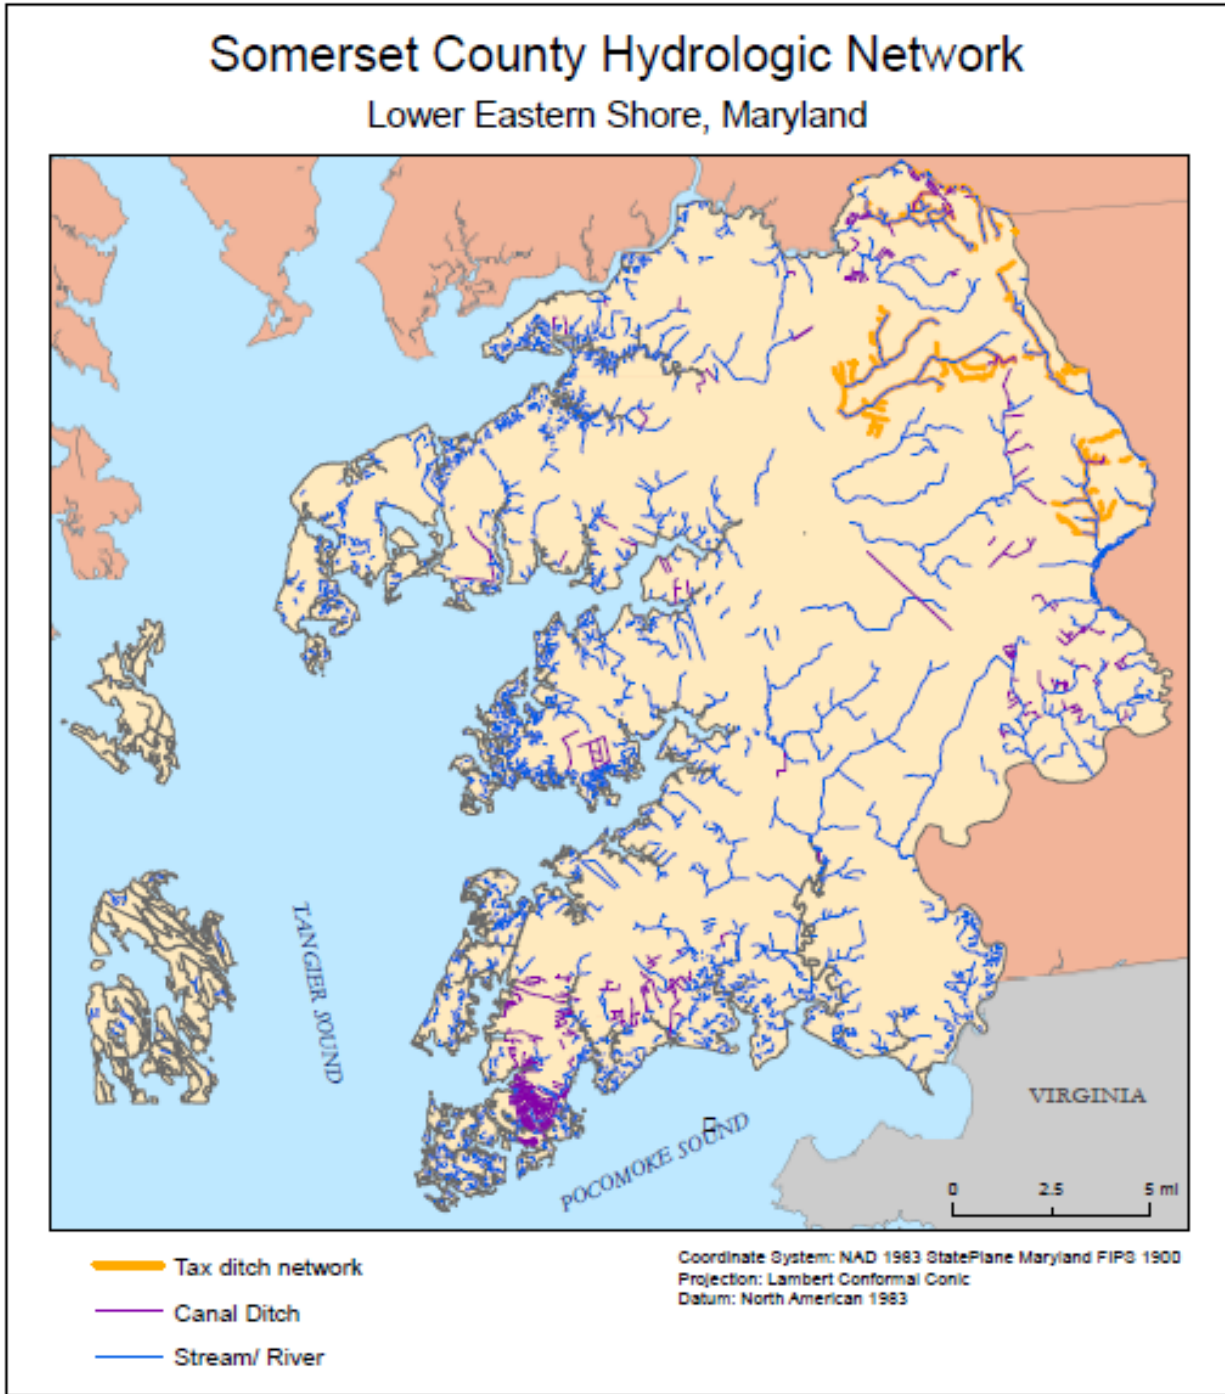 Somerset County Hydrologic Network
Lower Eastern Shore, Maryland
TANGIER SOUND
POCOMOKE SOUND
VIRGINIA
0 2.5 5 mi
Tax ditch network
Canal Ditch
Stream/ River
Coordinate System: NAD 1983 StatePlane Maryland FIPS 1900
Projection: Lambert Conformal Conic
Datum: North American 1983